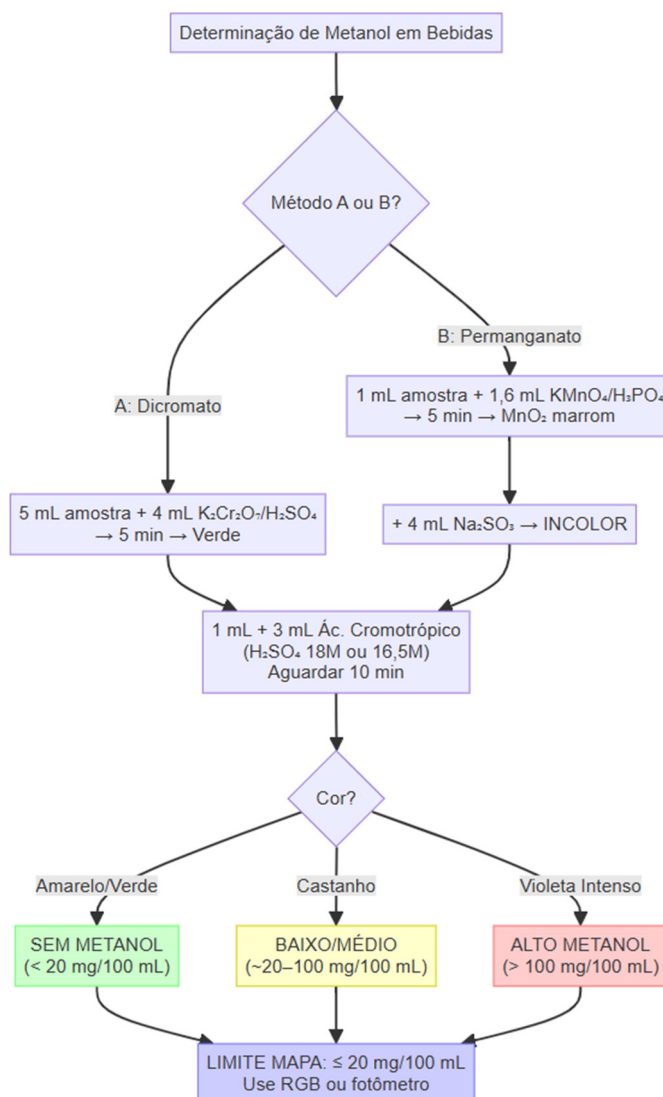 Determinação de Metanol em Bebidas
Método A ou B?
A: Dicromato
B: Permanganato
1 mL amostra + 1,6 mL KMnO₄/H₃PO₄
→ 5 min → MnO₂ marrom
5 mL amostra + 4 mL K₂Cr₂O₇/H₂SO₄
→ 5 min → Verde
+ 4 mL Na₂SO₃ → INCOLOR
1 mL + 3 mL Ác. Cromotrópico
(H₂SO₄ 18M ou 16,5M)
Aguardar 10 min
Cor?
Amarelo/Verde
Castanho
Violeta Intenso
SEM METANOL
(< 20 mg/100 mL)
BAIXO/MÉDIO
(~20–100 mg/100 mL)
ALTO METANOL
(> 100 mg/100 mL)
LIMITE MAPA: ≤ 20 mg/100 mL
Use RGB ou fotômetro